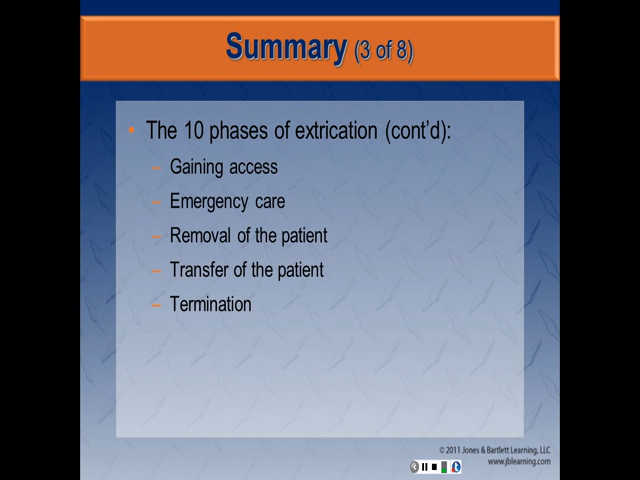 Summary (3 of 8)
• The 10 phases of extrication (cont'd):
– Gaining access
– Emergency care
– Removal of the patient
– Transfer of the patient
– Termination
© 2011 Jones & Bartlett Learning, LLC
www.jblearning.com